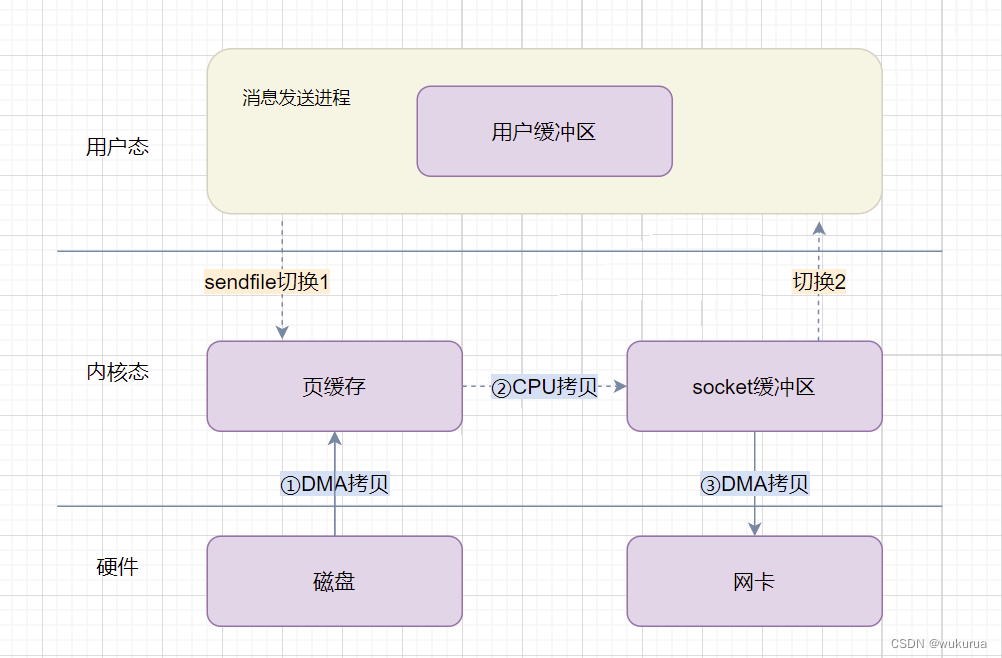 消息发送进程
用户缓冲区
用户态
sendfile切换1
切换2
内核态
页缓存
②CPU拷贝
socket缓冲区
①DMA拷贝
③DMA拷贝
硬件
磁盘
网卡
CSDN @wukurua